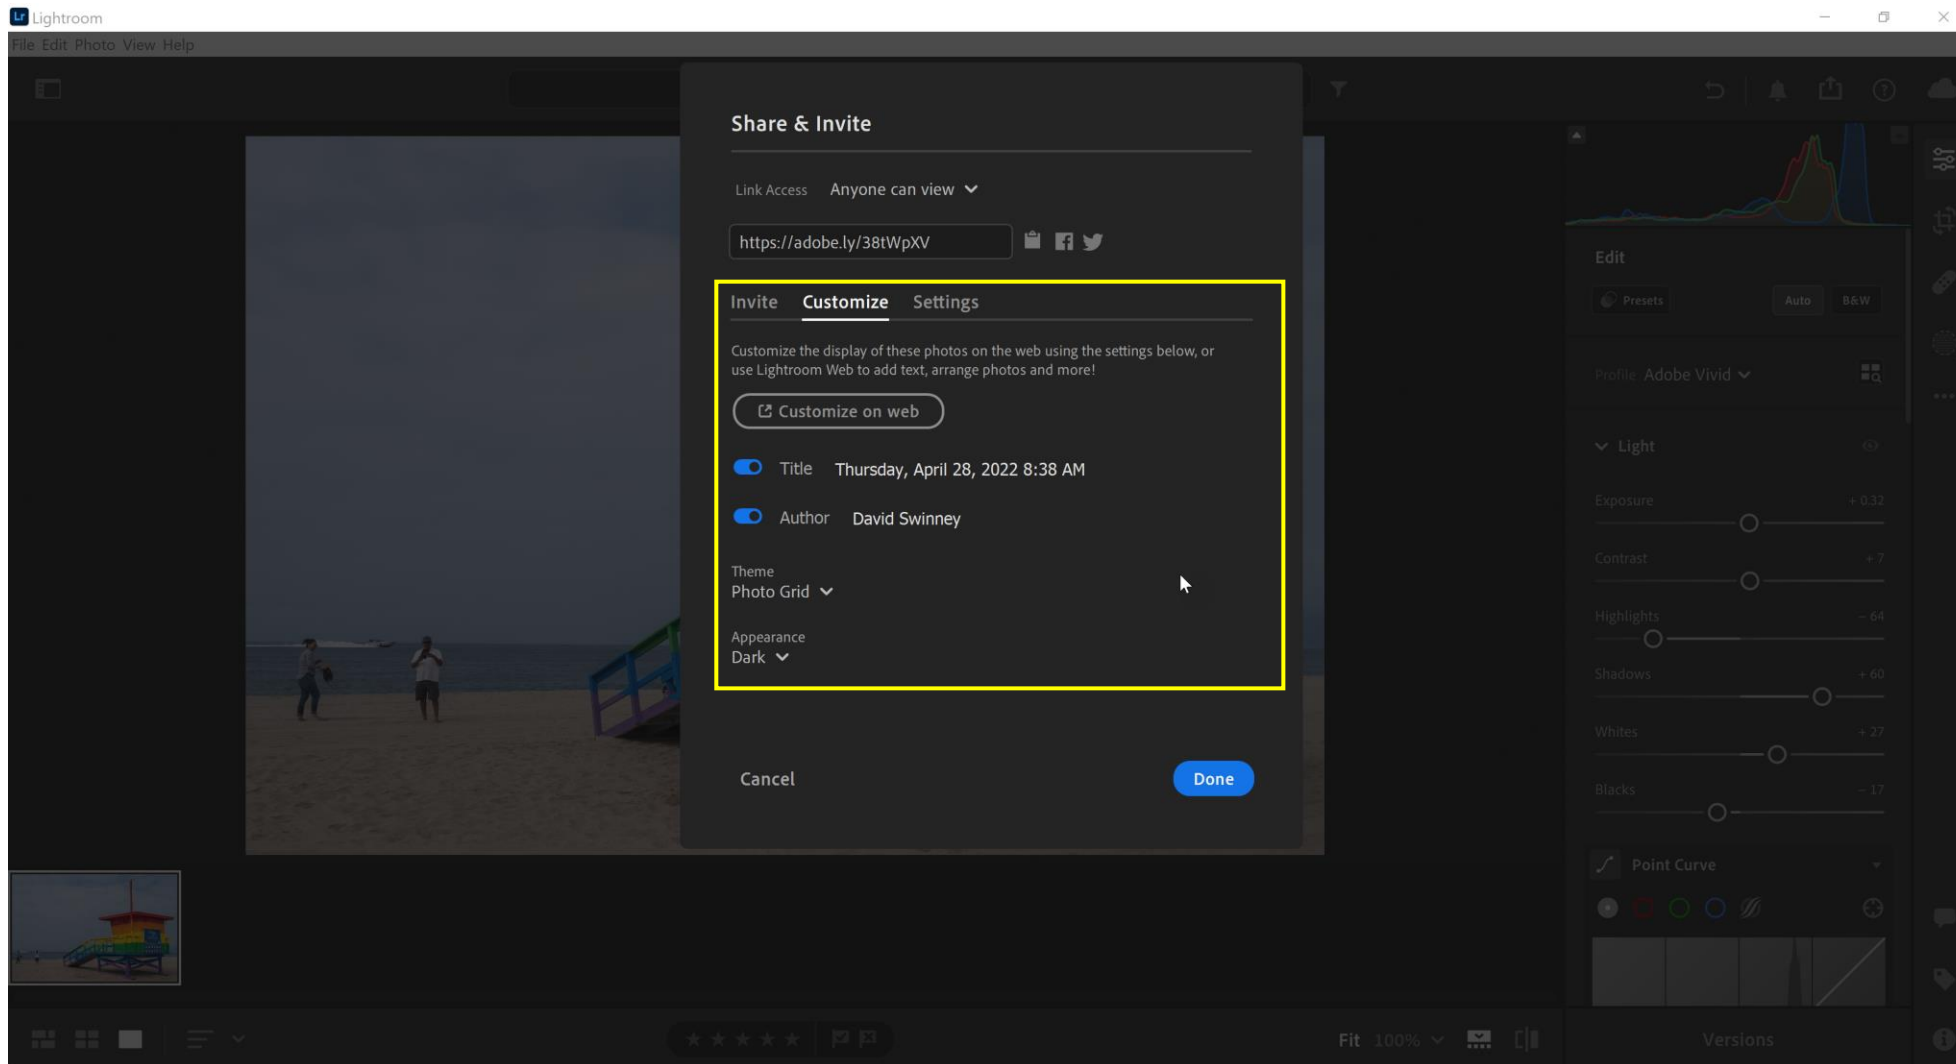 Lr Lightroom
File Edit Photo View Help
Share & Invite
Link Access Anyone can view
https://adobe.ly/38tWpXV
Invite Customize Settings
Customize the display of these photos on the web using the settings below, or
use Lightroom Web to add text, arrange photos and more!
Customize on web
Title Thursday, April 28, 2022 8:38 AM
Author David Swinney
Theme
Photo Grid
Appearance
Dark
Cancel Done
Edit
Presets Auto B&W
Profile Adobe Vivid
Light
Exposure + 0.32
Contrast + 7
Highlights – 64
Shadows + 60
Whites + 27
Blacks – 17
Point Curve
Fit 100%
Versions